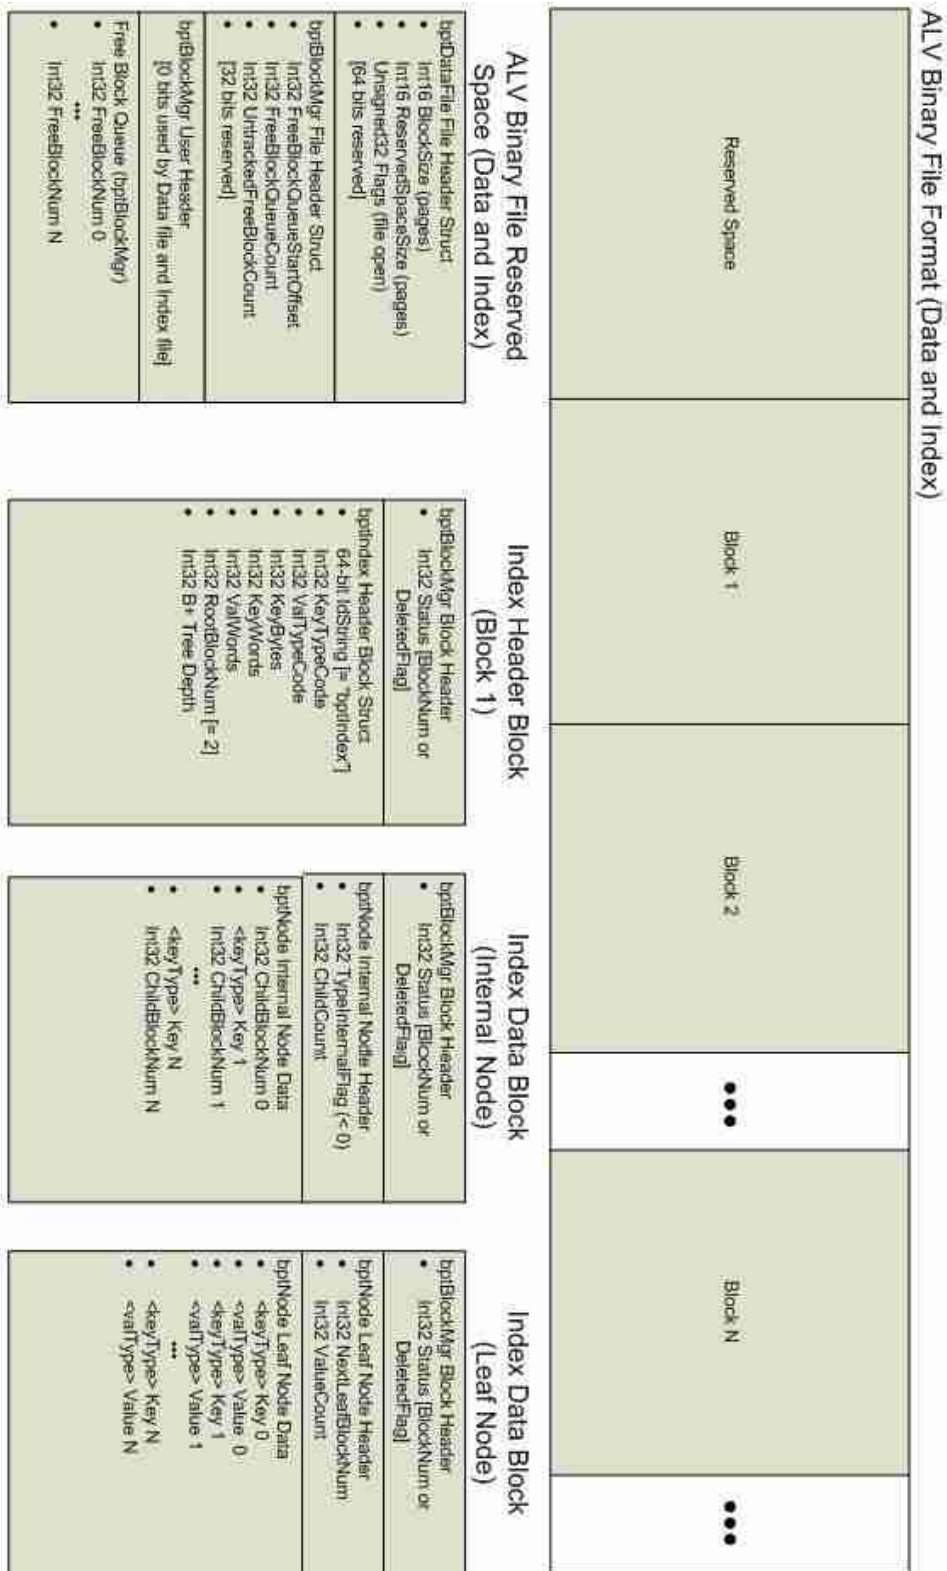 ALV Binary File Format (Data and Index)
Reserved Space
Block 1
Block 2
•••
Block N
•••
ALV Binary File Reserved
Space (Data and Index)
bptDataFile File Header Struct
• Int16 BlockSize (pages)
• Int16 ReservedSpaceSize (pages)
• Unsigned32 Flags (file open)
• [64 bits reserved]
bptBlockMgr File Header Struct
• Int32 FreeBlockQueueStartOffset
• Int32 FreeBlockQueueCount
• Int32 UntrackedFreeBlockCount
• [32 bits reserved]
bptBlockMgr User Header
[0 bits used by Data file and Index file]
Free Block Queue (bptBlockMgr)
• Int32 FreeBlockNum 0
•••
• Int32 FreeBlockNum N
Index Header Block
(Block 1)
bptBlockMgr Block Header
• Int32 Status [BlockNum or
DeletedFlag]
bptIndex Header Block Struct
• 64-bit IdString [= "bptIndex"]
• Int32 KeyTypeCode
• Int32 ValTypeCode
• Int32 KeyBytes
• Int32 KeyWords
• Int32 ValWords
• Int32 RootBlockNum [= 2]
• Int32 B+ Tree Depth
Index Data Block
(Internal Node)
bptBlockMgr Block Header
• Int32 Status [BlockNum or
DeletedFlag]
bptNode Internal Node Header
• Int32 TypeInternalFlag (< 0)
• Int32 ChildCount
bptNode Internal Node Data
• Int32 ChildBlockNum 0
• <keyType> Key 1
• Int32 ChildBlockNum 1
•••
• <keyType> Key N
• Int32 ChildBlockNum N
Index Data Block
(Leaf Node)
bptBlockMgr Block Header
• Int32 Status [BlockNum or
DeletedFlag]
bptNode Leaf Node Header
• Int32 NextLeafBlockNum
• Int32 ValueCount
bptNode Leaf Node Data
• <keyType> Key 0
• <valType> Value 0
• <keyType> Key 1
• <valType> Value 1
•••
• <keyType> Key N
• <valType> Value N